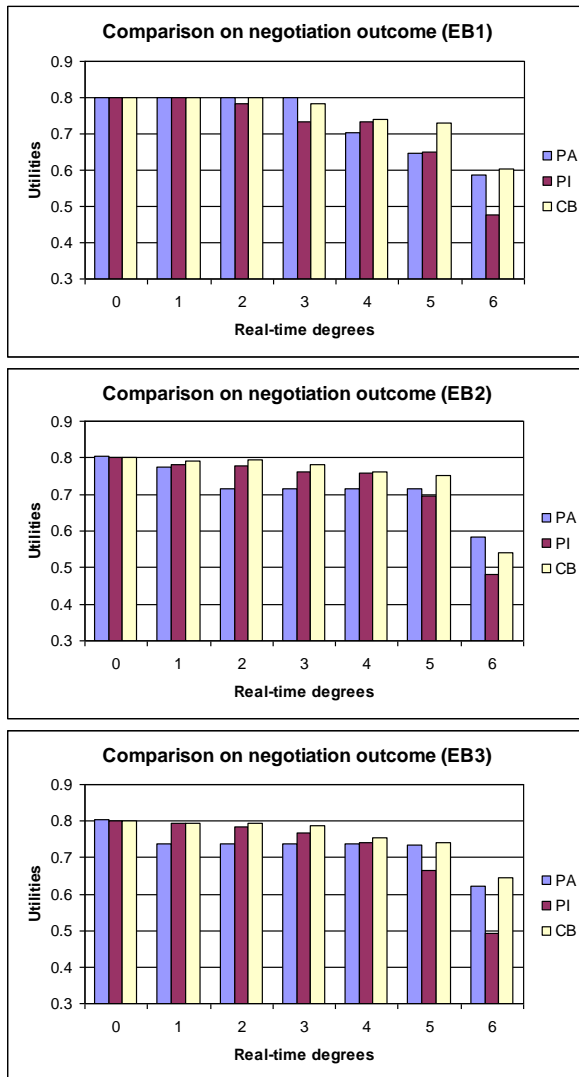 Comparison on negotiation outcome (EB1)
0.9
0.8
0.7
0.6
0.5
0.4
0.3
Utilities
0 1 2 3 4 5 6
Real-time degrees
PA
PI
CB
Comparison on negotiation outcome (EB2)
0.9
0.8
0.7
0.6
0.5
0.4
0.3
Utilities
0 1 2 3 4 5 6
Real-time degrees
PA
PI
CB
Comparison on negotiation outcome (EB3)
0.9
0.8
0.7
0.6
0.5
0.4
0.3
Utilities
0 1 2 3 4 5 6
Real-time degrees
PA
PI
CB